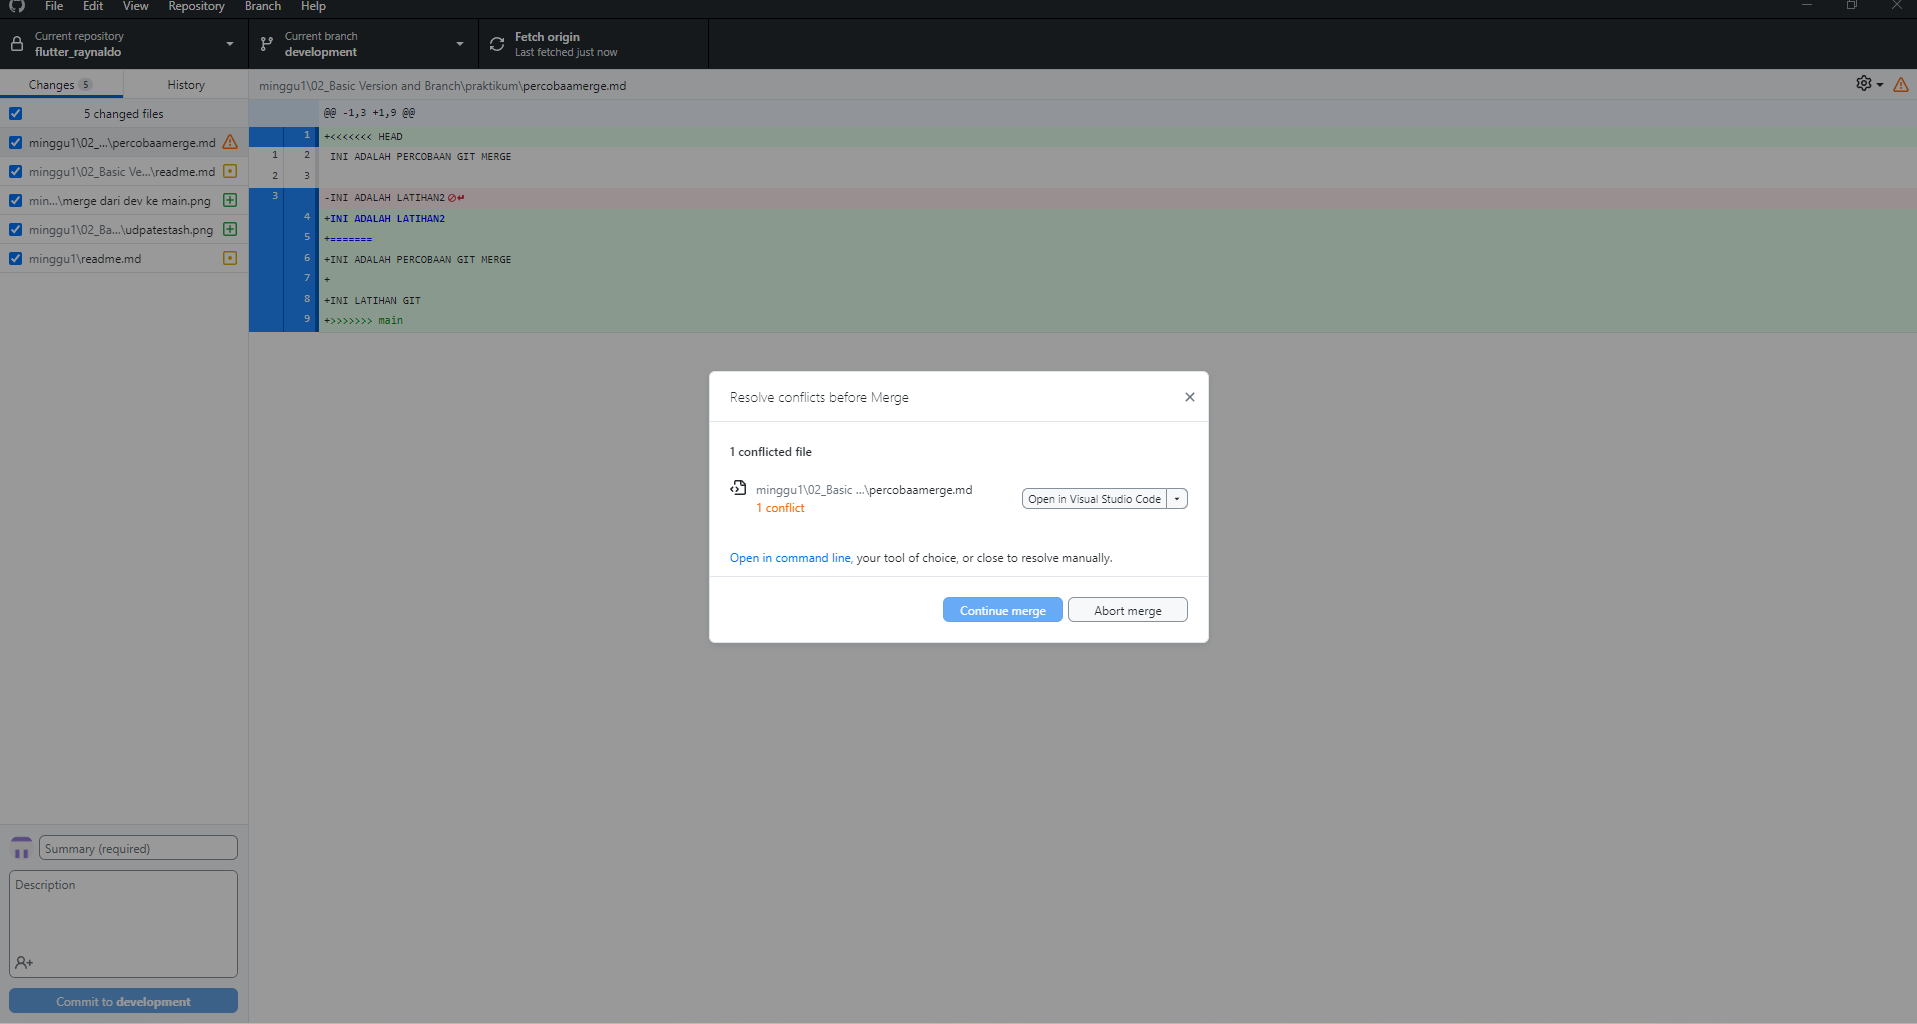 File Edit View Repository Branch Help
Current repository
flutter_raynaldo
Current branch
development
Fetch origin
Last fetched just now
Changes 5
History
5 changed files
minggu1\02_...\percobaamerge.md
minggu1\02_Basic Ve...\readme.md
min...\merge dari dev ke main.png
minggu1\02_Ba...\udpatestash.png
minggu1\readme.md
minggu1\02_Basic Version and Branch\praktikum\percobaamerge.md
@@ -1,3 +1,9 @@
1 +<<<<<<< HEAD
1 2 INI ADALAH PERCOBAAN GIT MERGE
2 3
3 -INI ADALAH LATIHAN2
4 +INI ADALAH LATIHAN2
5 +=======
6 +INI ADALAH PERCOBAAN GIT MERGE
7 +
8 +INI LATIHAN GIT
9 +>>>>>>> main
Resolve conflicts before Merge
1 conflicted file
minggu1\02_Basic ...\percobaamerge.md
1 conflict
Open in Visual Studio Code
Open in command line, your tool of choice, or close to resolve manually.
Continue merge
Abort merge
Summary (required)
Description
Commit to development